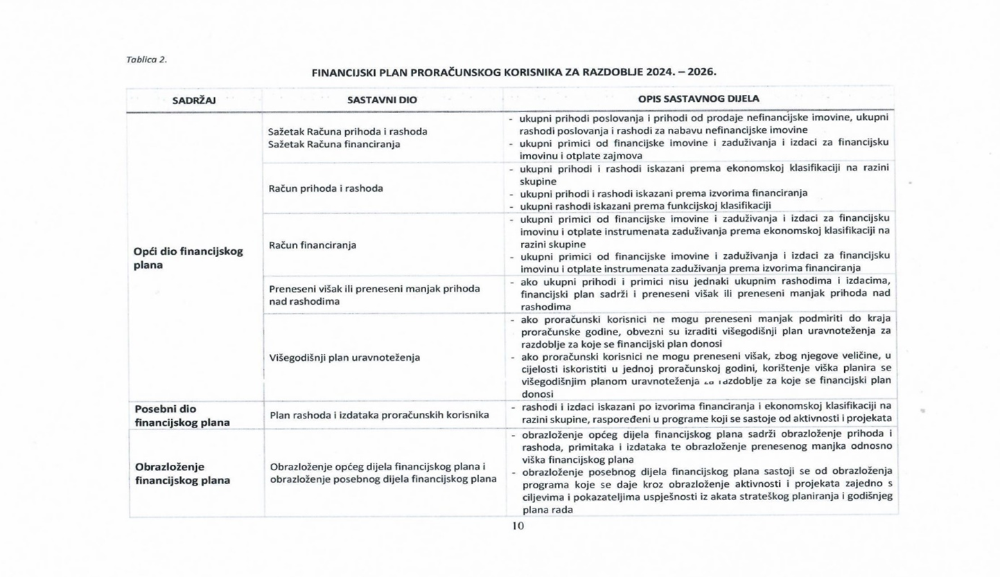 Tablica 2.
FINANCIJSKI PLAN PRORAČUNSKOG KORISNIKA ZA RAZDOBLJE 2024. – 2026.
SADRŽAJ
SASTAVNI DIO
OPIS SASTAVNOG DIJELA
Opći dio financijskog
plana
Sažetak Računa prihoda i rashoda
Sažetak Računa financiranja
- ukupni prihodi poslovanja i prihodi od prodaje nefinancijske imovine, ukupni
rashodi poslovanja i rashodi za nabavu nefinancijske imovine
- ukupni primici od financijske imovine i zaduživanja i izdaci za financijsku
imovinu i otplate zajmova
Račun prihoda i rashoda
- ukupni prihodi i rashodi iskazani prema ekonomskoj klasifikaciji na razini
skupine
- ukupni prihodi i rashodi iskazani prema izvorima financiranja
- ukupni rashodi iskazani prema funkcijskoj klasifikaciji
Račun financiranja
- ukupni primici od financijske imovine i zaduživanja i izdaci za financijsku
imovinu i otplate instrumenata zaduživanja prema ekonomskoj klasifikaciji na
razini skupine
- ukupni primici od financijske imovine i zaduživanja i izdaci za financijsku
imovinu i otplate instrumenata zaduživanja prema izvorima financiranja
Preneseni višak ili preneseni manjak prihoda
nad rashodima
- ako ukupni prihodi i primici nisu jednaki ukupnim rashodima i izdacima,
financijski plan sadrži i preneseni višak ili preneseni manjak prihoda nad
rashodima
Višegodišnji plan uravnoteženja
- ako proračunski korisnici ne mogu preneseni manjak podmiriti do kraja
proračunske godine, obvezni su izraditi višegodišnji plan uravnoteženja za
razdoblje za koje se financijski plan donosi
- ako proračunski korisnici ne mogu preneseni višak, zbog njegove veličine, u
cijelosti iskoristiti u jednoj proračunskoj godini, korištenje viška planira se
višegodišnjim planom uravnoteženja za razdoblje za koje se financijski plan
donosi
Posebni dio
financijskog plana
Plan rashoda i izdataka proračunskih korisnika
- rashodi i izdaci iskazani po izvorima financiranja i ekonomskoj klasifikaciji na
razini skupine, raspoređeni u programe koji se sastoje od aktivnosti i projekata
Obrazloženje
financijskog plana
Obrazloženje općeg dijela financijskog plana i
obrazloženje posebnog dijela financijskog plana
- obrazloženje općeg dijela financijskog plana sadrži obrazloženje prihoda i
rashoda, primitaka i izdataka te obrazloženje prenesenog manjka odnosno
viška financijskog plana
- obrazloženje posebnog dijela financijskog plana sastoji se od obrazloženja
programa koje se daje kroz obrazloženje aktivnosti i projekata zajedno s
ciljevima i pokazateljima uspješnosti iz akata strateškog planiranja i godišnjeg
plana rada
10